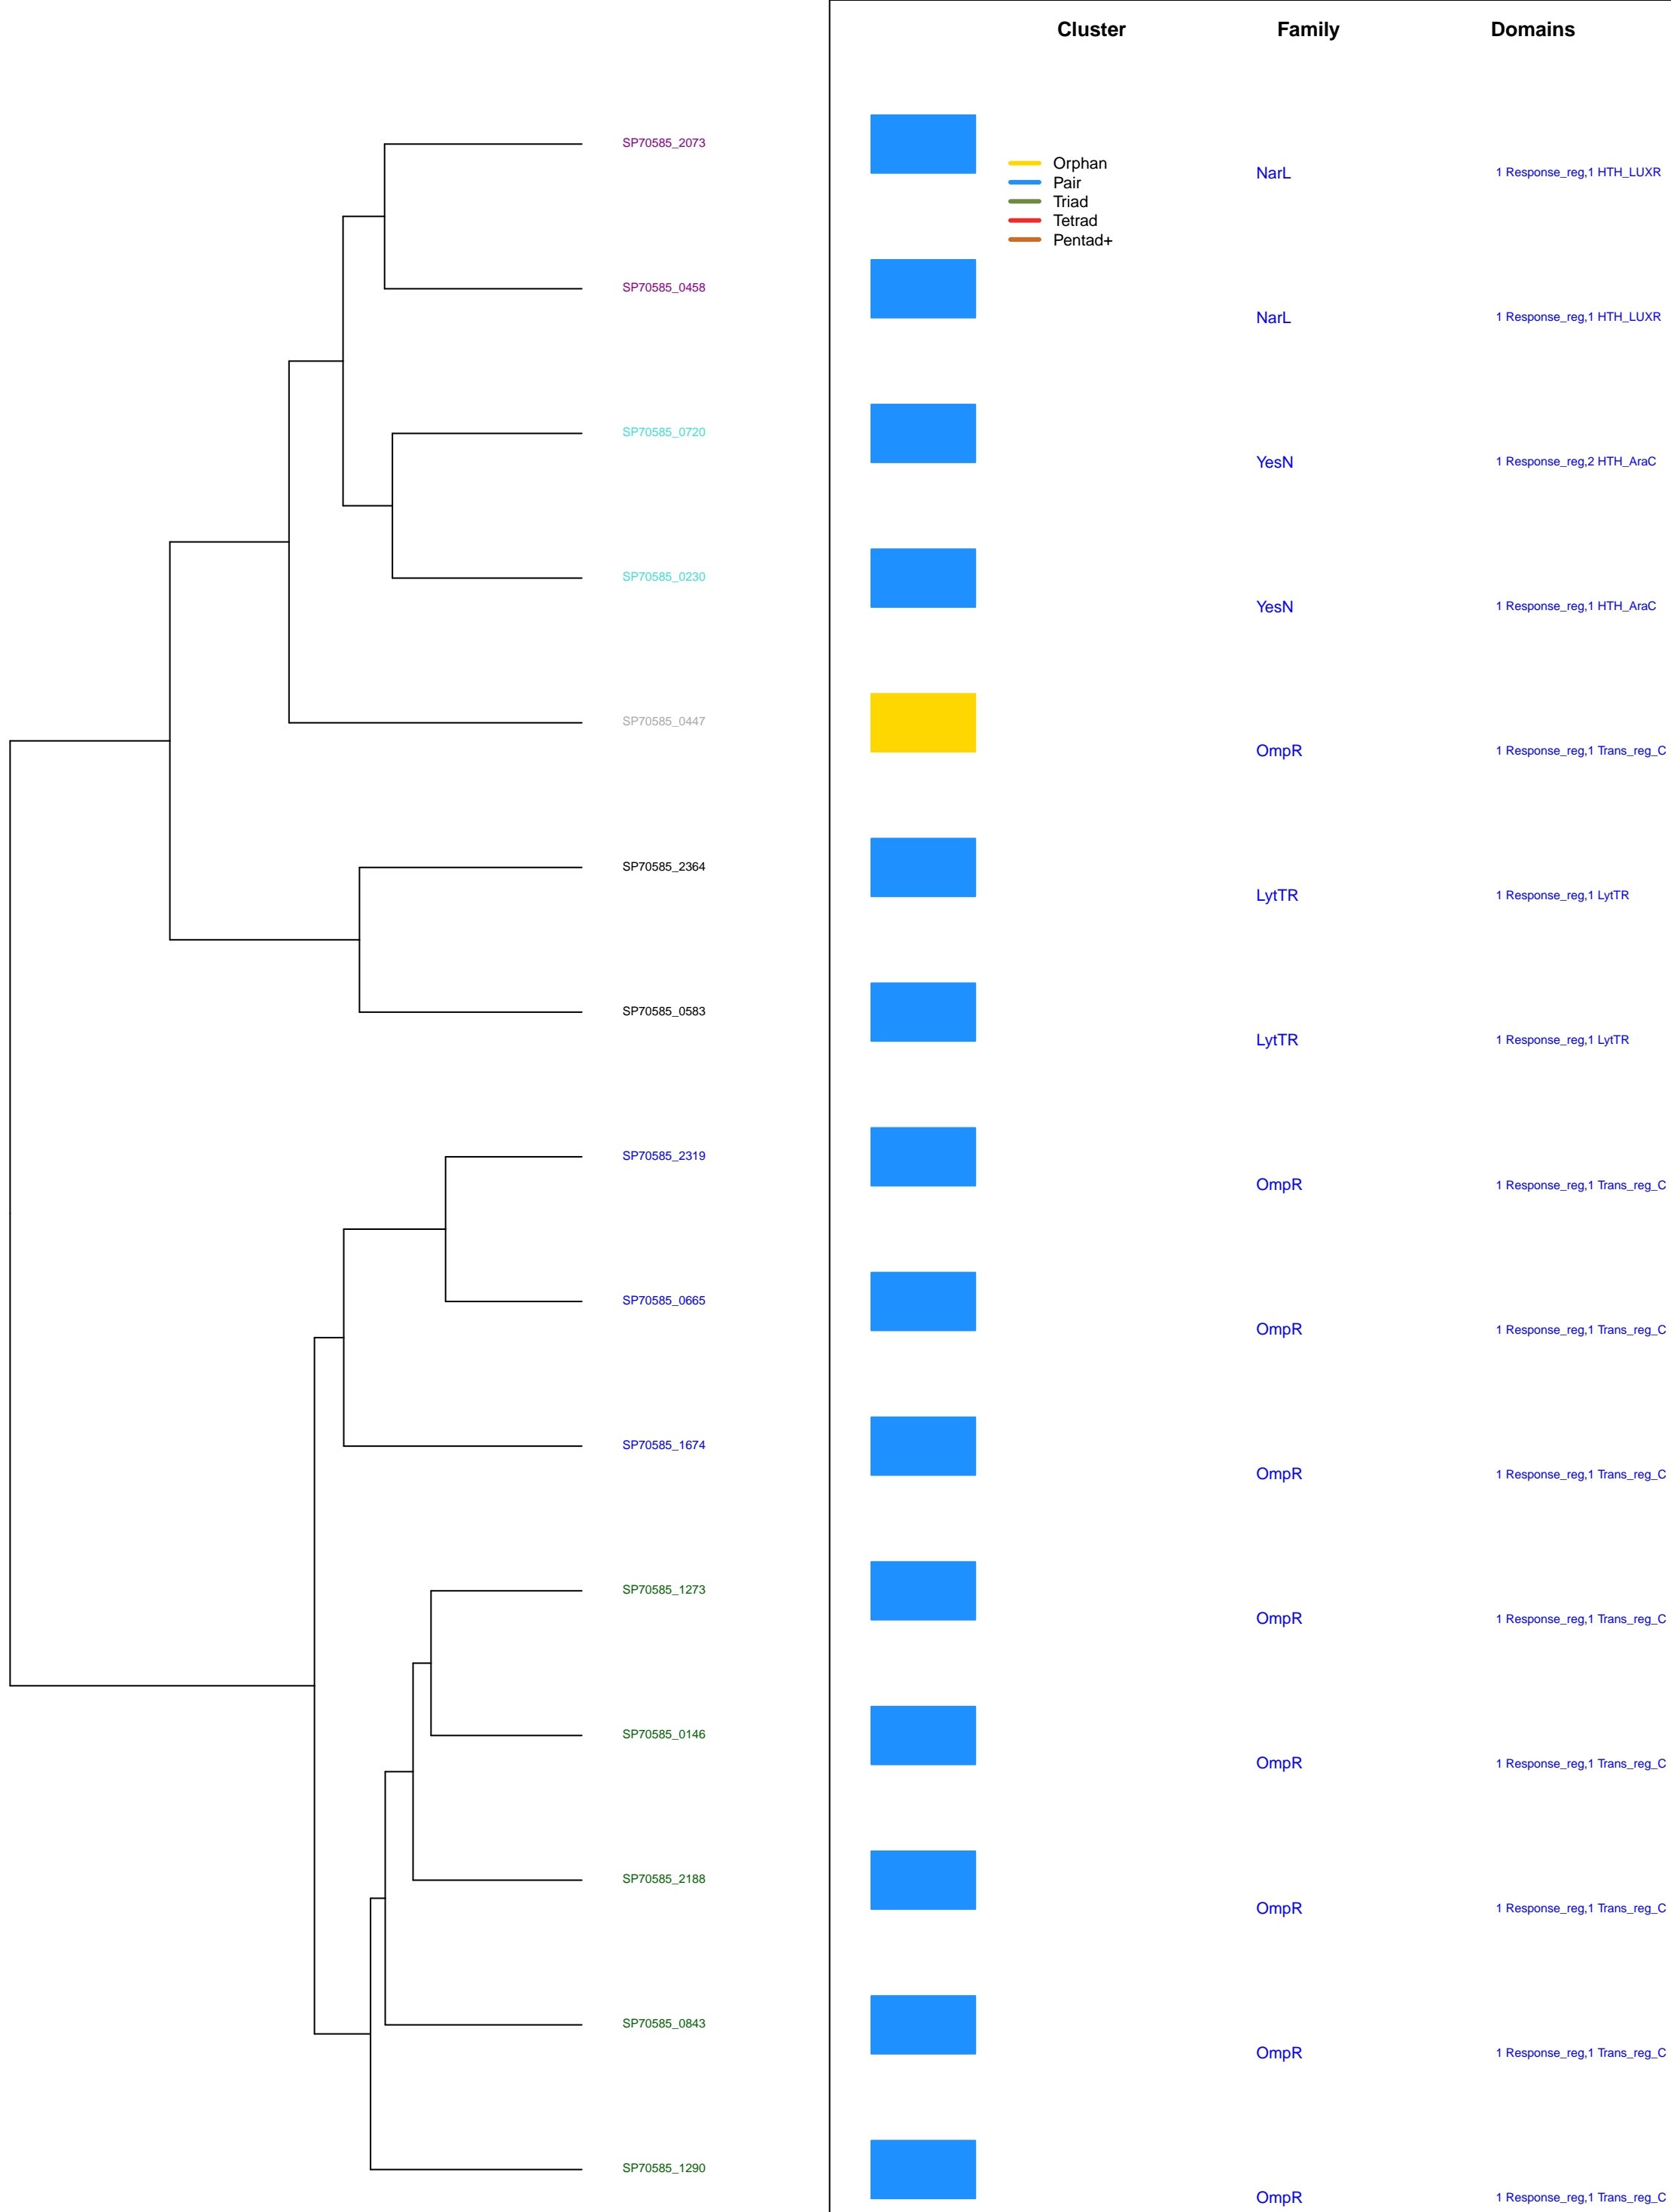 Cluster Family Domains
SP70585_2073
Orphan
Pair
Triad
Tetrad
Pentad+
NarL 1 Response_reg,1 HTH_LUXR
SP70585_0458
NarL 1 Response_reg,1 HTH_LUXR
SP70585_0720
YesN 1 Response_reg,2 HTH_AraC
SP70585_0230
YesN 1 Response_reg,1 HTH_AraC
SP70585_0447
OmpR 1 Response_reg,1 Trans_reg_C
SP70585_2364
LytTR 1 Response_reg,1 LytTR
SP70585_0583
LytTR 1 Response_reg,1 LytTR
SP70585_2319
OmpR 1 Response_reg,1 Trans_reg_C
SP70585_0665
OmpR 1 Response_reg,1 Trans_reg_C
SP70585_1674
OmpR 1 Response_reg,1 Trans_reg_C
SP70585_1273
OmpR 1 Response_reg,1 Trans_reg_C
SP70585_0146
OmpR 1 Response_reg,1 Trans_reg_C
SP70585_2188
OmpR 1 Response_reg,1 Trans_reg_C
SP70585_0843
OmpR 1 Response_reg,1 Trans_reg_C
SP70585_1290
OmpR 1 Response_reg,1 Trans_reg_C